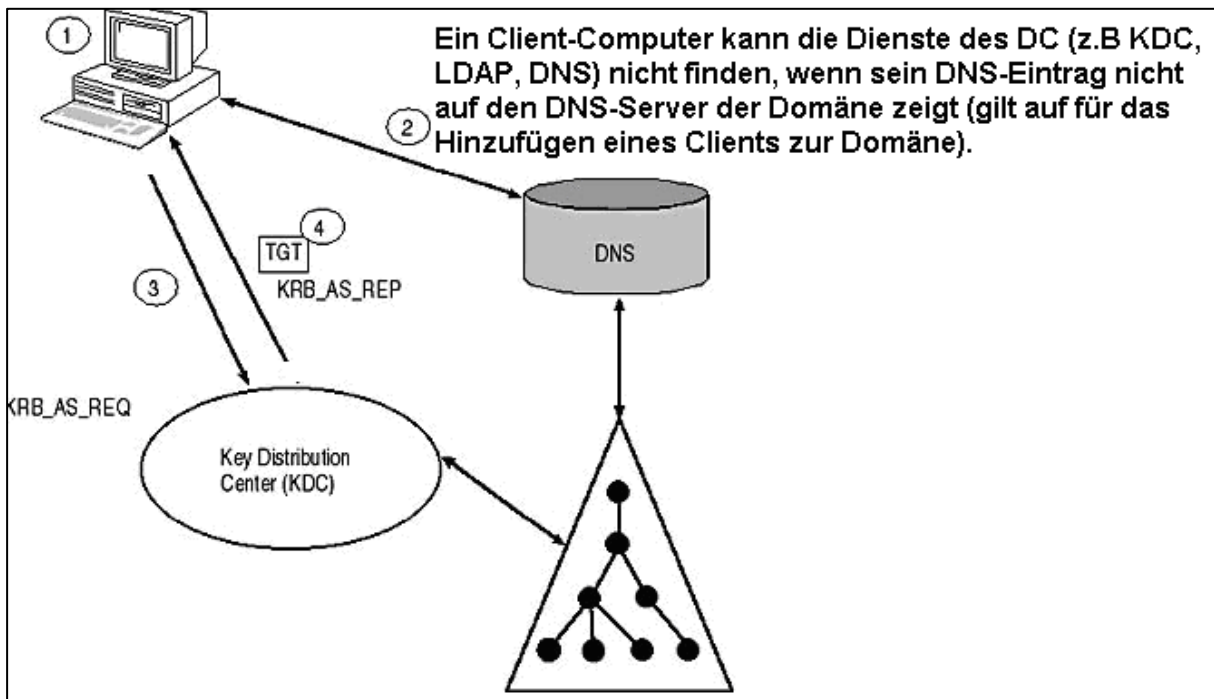 1
Ein Client-Computer kann die Dienste des DC (z.B KDC,
LDAP, DNS) nicht finden, wenn sein DNS-Eintrag nicht
auf den DNS-Server der Domäne zeigt (gilt auf für das
Hinzufügen eines Clients zur Domäne).
2
DNS
4
TGT
KRB_AS_REP
3
KRB_AS_REQ
Key Distribution
Center (KDC)